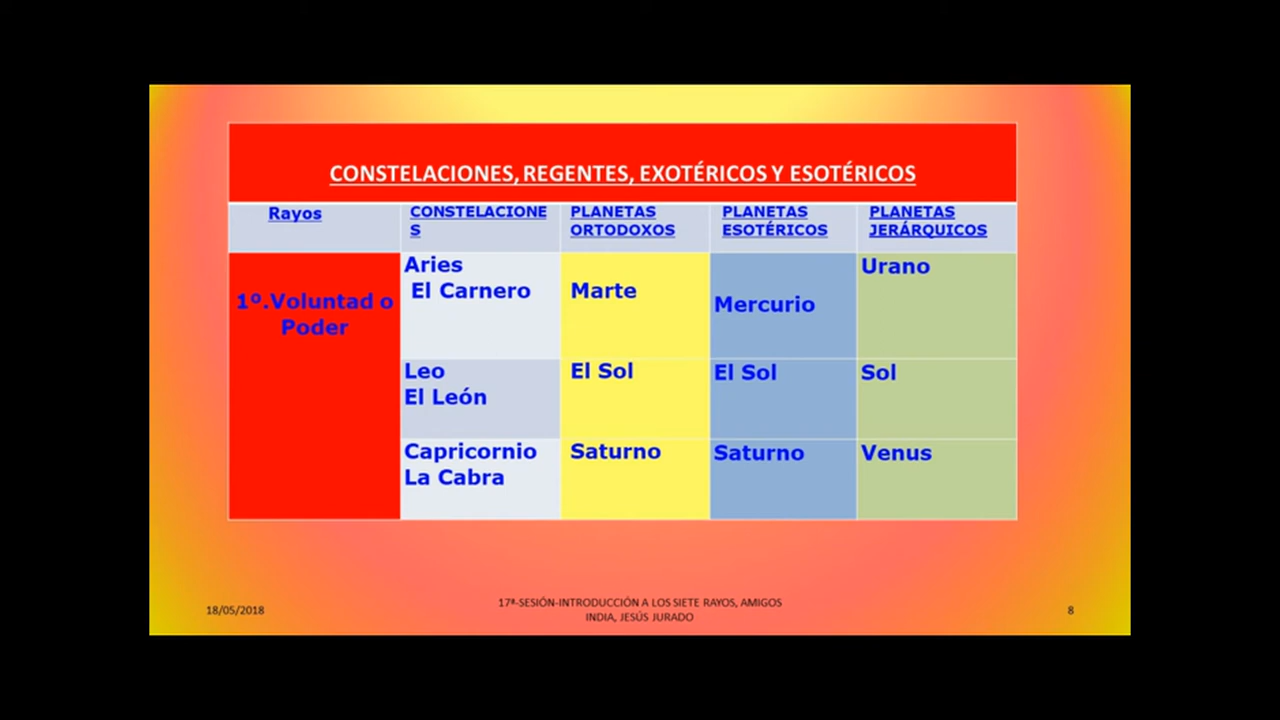 CONSTELACIONES, REGENTES, EXOTÉRICOS Y ESOTÉRICOS
Rayos
CONSTELACIONE
S
PLANETAS
ORTODOXOS
PLANETAS
ESOTÉRICOS
PLANETAS
JERÁRQUICOS
1º.Voluntad o
Poder
Aries
El Carnero
Marte
Mercurio
Urano
Leo
El León
El Sol
El Sol
Sol
Capricornio
La Cabra
Saturno
Saturno
Venus
18/05/2018
17ª-SESIÓN-INTRODUCCIÓN A LOS SIETE RAYOS, AMIGOS
INDIA, JESÚS JURADO
8